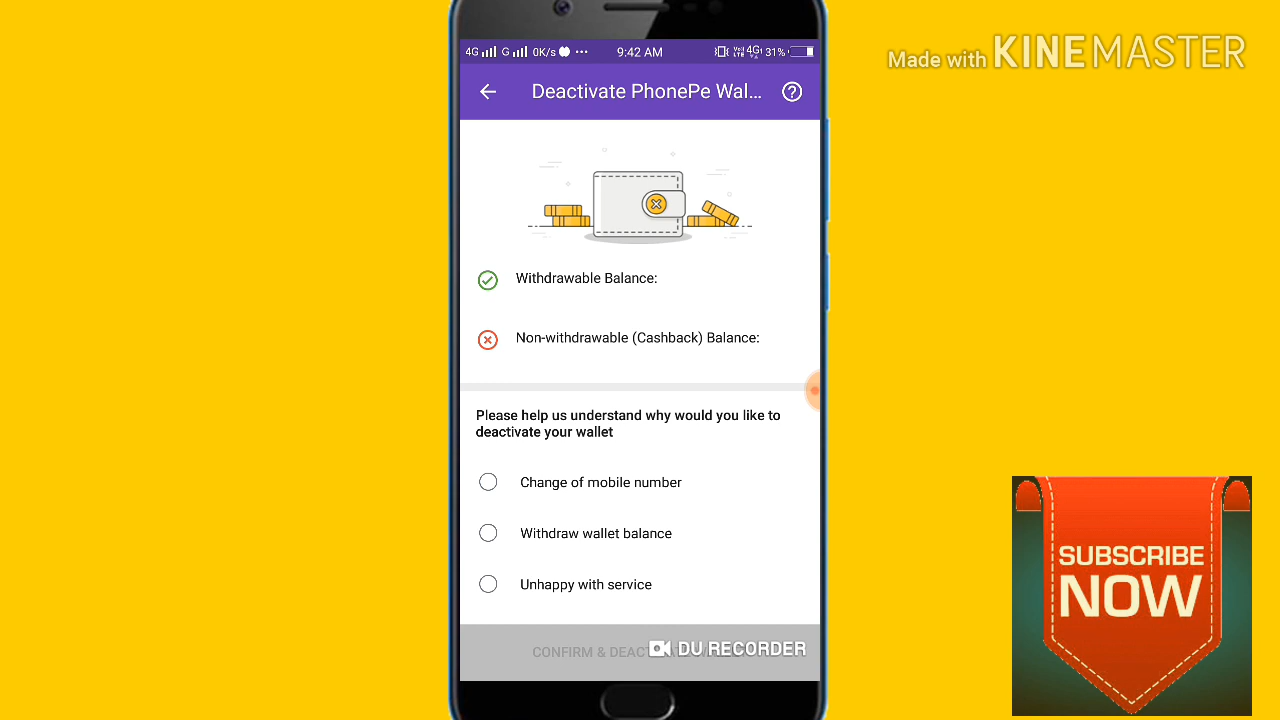 Made with KINEMASTER
4G G 0K/s ... 9:42 AM 4G 31%
Deactivate PhonePe Wal...
Withdrawable Balance:
Non-withdrawable (Cashback) Balance:
Please help us understand why would you like to
deactivate your wallet
Change of mobile number
Withdraw wallet balance
Unhappy with service
CONFIRM & DEAC
DU RECORDER
SUBSCRIBE
NOW